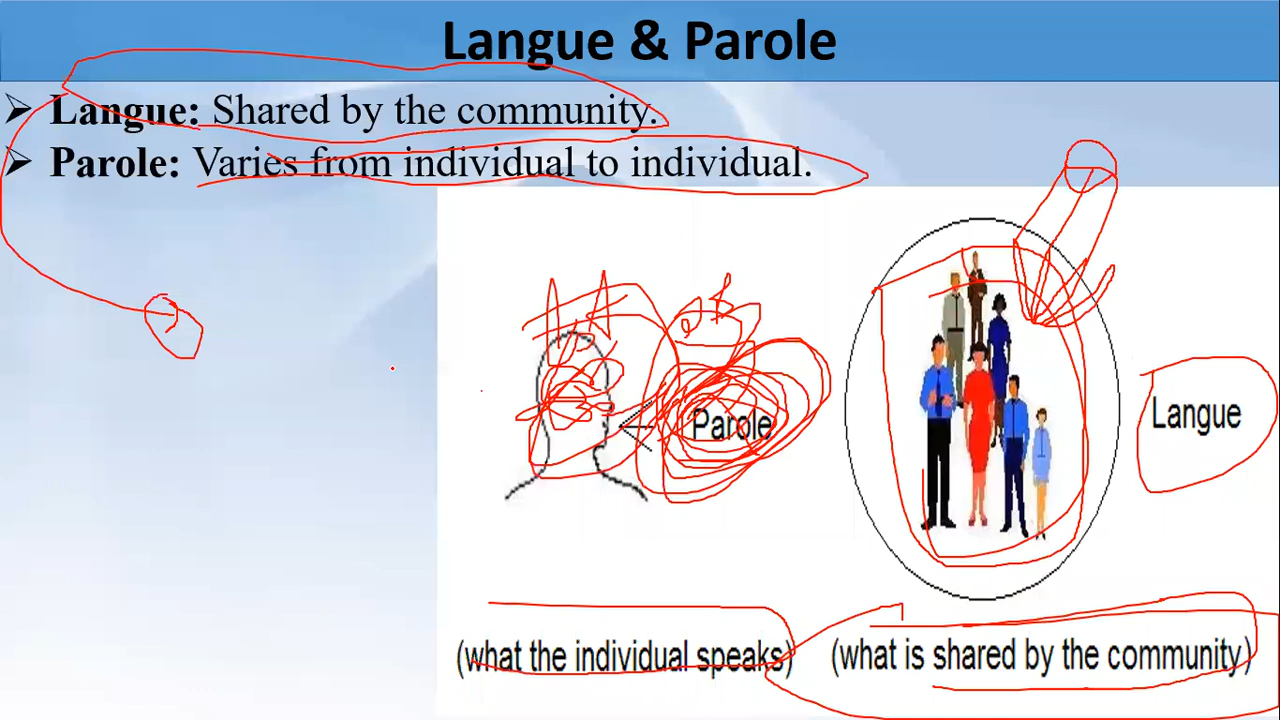 Langue & Parole
➢ Langue: Shared by the community.
➢ Parole: Varies from individual to individual.
Parole
Langue
(what the individual speaks)
(what is shared by the community)